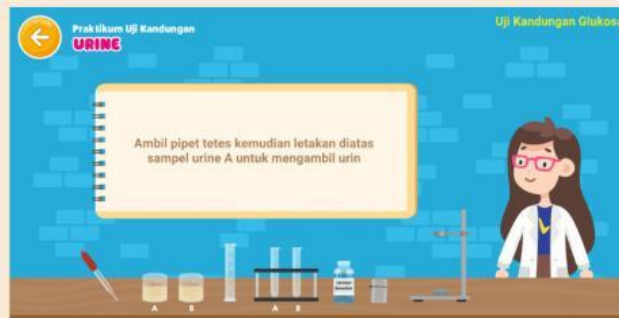 Praktikum Uji Kandungan
URINE
Uji Kandungan Glukosa
Ambil pipet tetes kemudian letakan diatas
sampel urine A untuk mengambil urin
A B
A B